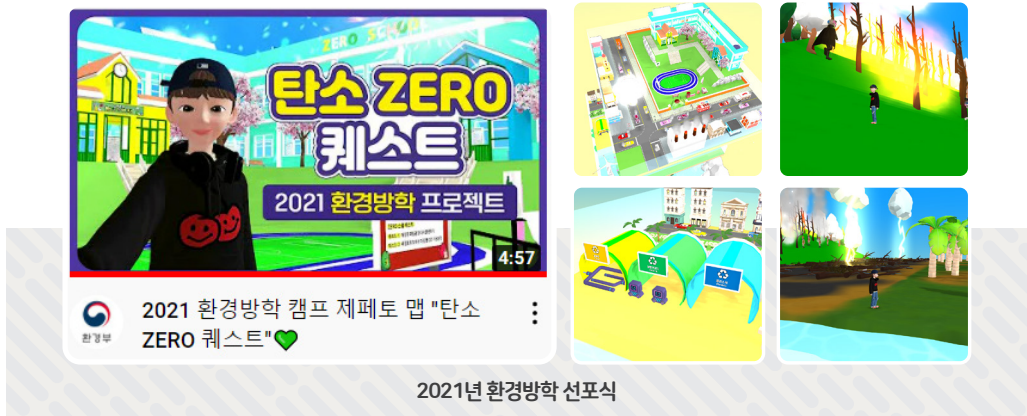 ZERO SCHOOL
탄소 ZERO
퀘스트
2021 환경방학 프로젝트
4:57
2021 환경방학 캠프 제페토 맵 "탄소
ZERO 퀘스트"💚
환경부
2021년 환경방학 선포식